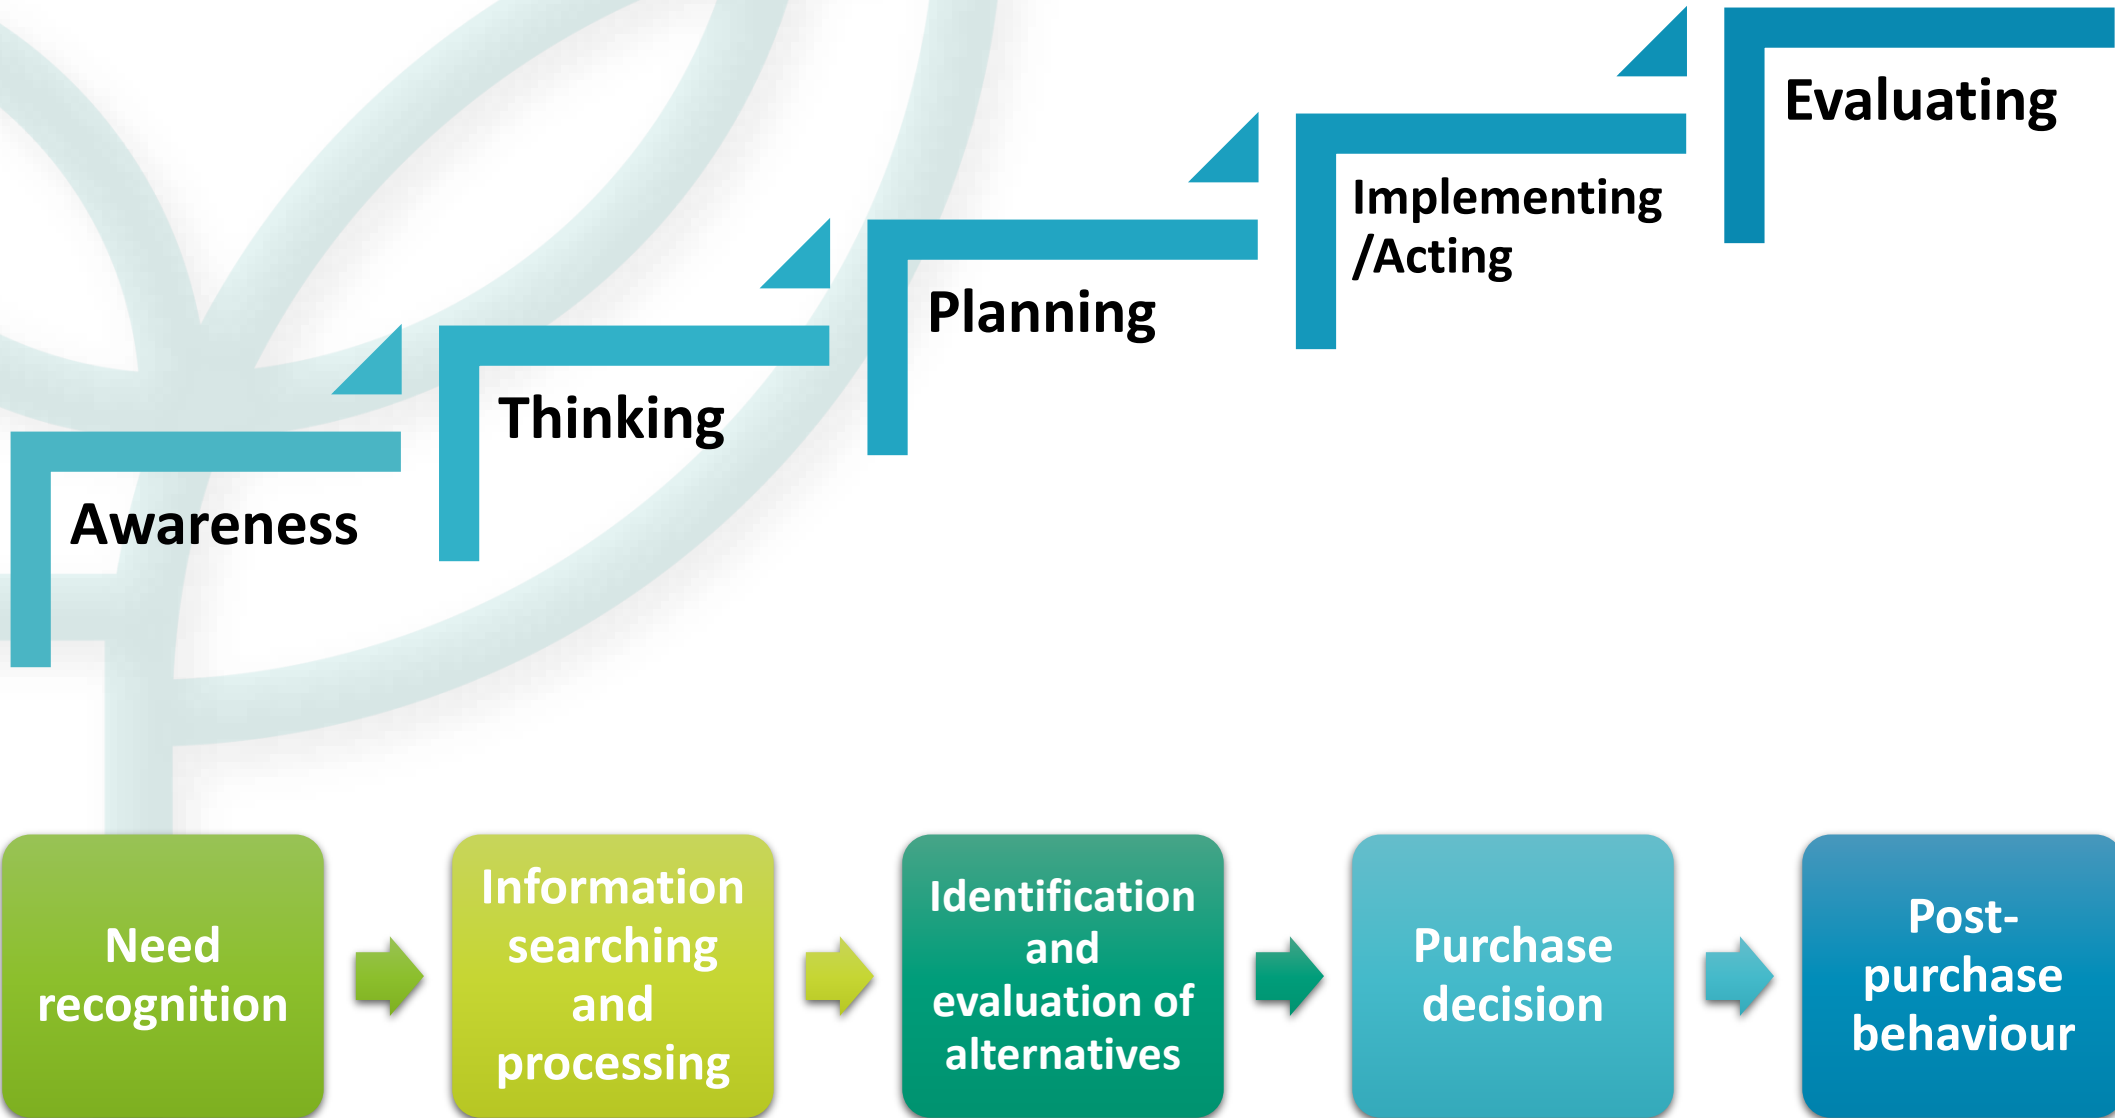 Awareness
Thinking
Planning
Implementing
/Acting
Evaluating
Need
recognition
Information
searching
and
processing
Identification
and
evaluation of
alternatives
Purchase
decision
Post-
purchase
behaviour